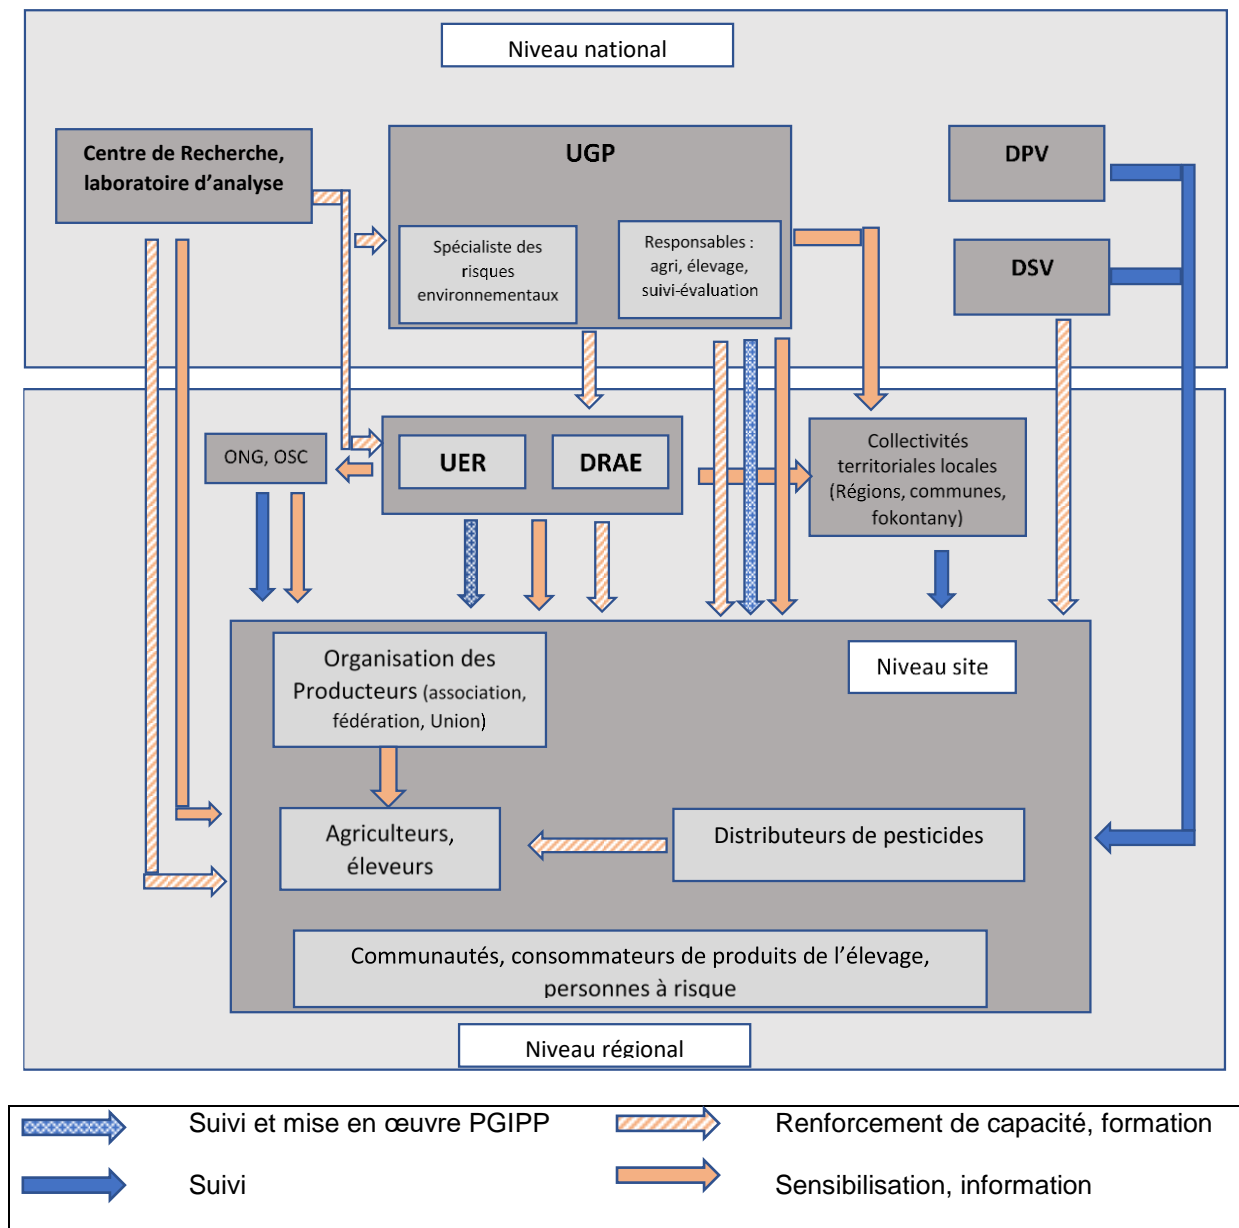 Niveau national
Centre de Recherche,
laboratoire d'analyse
UGP
DPV
Spécialiste des
risques
environnementaux
Responsables :
agri, élevage,
suivi-évaluation
DSV
ONG, OSC
UER
DRAE
Collectivités
territoriales locales
(Régions, communes,
fokontany)
Organisation des
Producteurs (association,
fédération, Union)
Niveau site
Agriculteurs,
éleveurs
Distributeurs de pesticides
Communautés, consommateurs de produits de l'élevage,
personnes à risque
Niveau régional
Suivi et mise en œuvre PGIPP
Renforcement de capacité, formation
Suivi
Sensibilisation, information